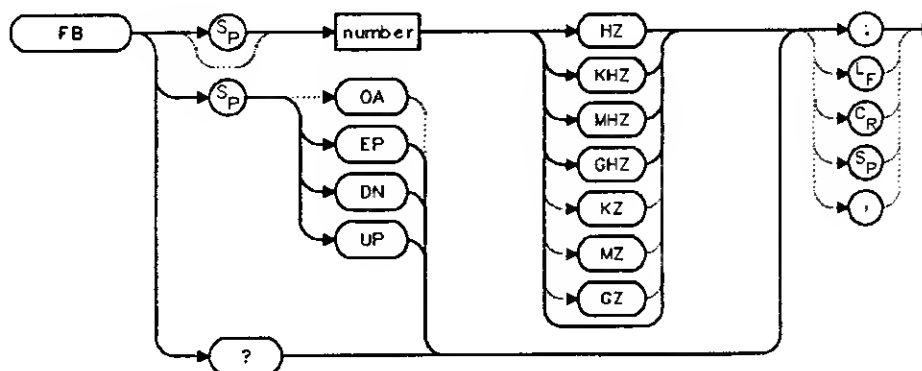 FB
SP
number
HZ
KHZ
MHZ
GHZ
KZ
MZ
GZ
SP
OA
EP
DN
UP
?
;
LF
CR
SP
,